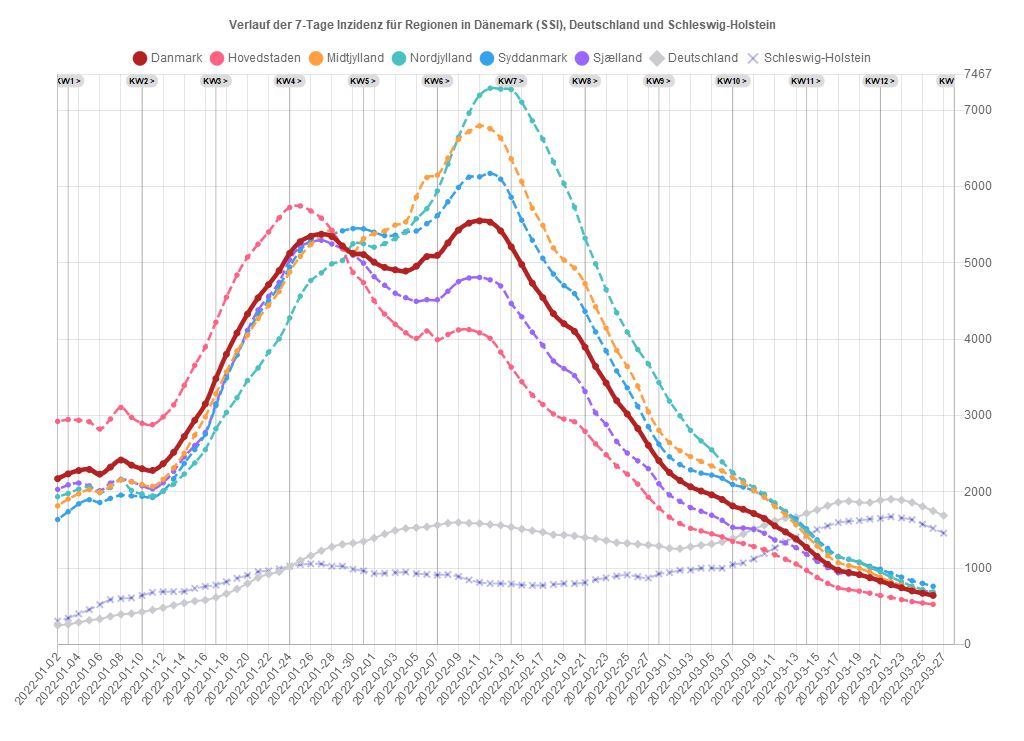 Verlauf der 7-Tage Inzidenz für Regionen in Dänemark (SSI), Deutschland und Schleswig-Holstein
Danmark Hovedstaden Midtjylland Nordjylland Syddanmark Sjælland Deutschland Schleswig-Holstein
KW1 > KW2 > KW3 > KW4 > KW5 > KW6 > KW7 > KW8 > KW9 > KW10 > KW11 > KW12 > KW
7467
7000
6000
5000
4000
3000
2000
1000
0
2022-01-02 2022-01-04 2022-01-06 2022-01-08 2022-01-10 2022-01-12 2022-01-14 2022-01-16 2022-01-18 2022-01-20 2022-01-22 2022-01-24 2022-01-26 2022-01-28 2022-01-30 2022-02-01 2022-02-03 2022-02-05 2022-02-07 2022-02-09 2022-02-11 2022-02-13 2022-02-15 2022-02-17 2022-02-19 2022-02-21 2022-02-23 2022-02-25 2022-02-27 2022-03-01 2022-03-03 2022-03-05 2022-03-07 2022-03-09 2022-03-11 2022-03-13 2022-03-15 2022-03-17 2022-03-19 2022-03-21 2022-03-23 2022-03-25 2022-03-27